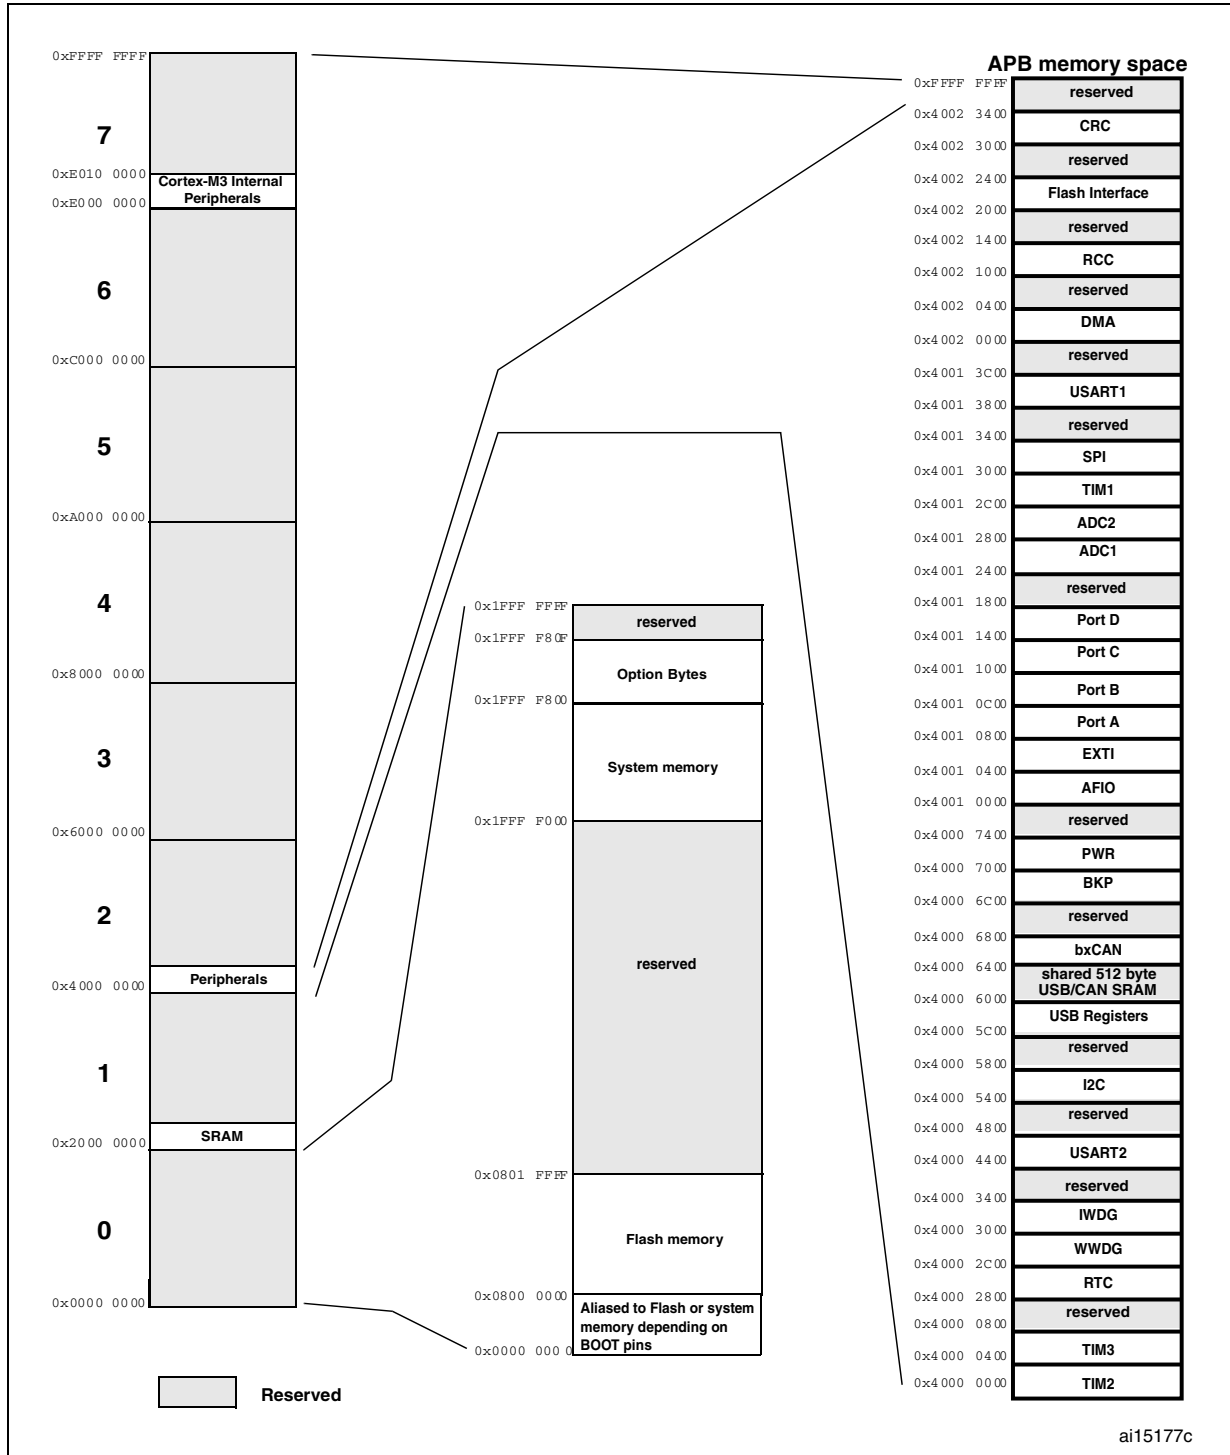 0xFFFF FFFF
7
0xE010 0000
Cortex-M3 Internal
Peripherals
0xE000 0000
6
0xC000 0000
5
0xA000 0000
4
0x8000 0000
3
0x6000 0000
2
Peripherals
0x4000 0000
1
SRAM
0x2000 0000
0
0x0000 0000
Reserved
0x1FFF FFFF
reserved
0x1FFF F80F
Option Bytes
0x1FFF F800
System memory
0x1FFF F000
reserved
0x0801 FFFF
Flash memory
0x0800 0000
Aliased to Flash or system
memory depending on
BOOT pins
0x0000 0000
APB memory space
0xFFFF FFFF
reserved
0x4002 3400
CRC
0x4002 3000
reserved
0x4002 2400
Flash Interface
0x4002 2000
reserved
0x4002 1400
RCC
0x4002 1000
reserved
0x4002 0400
DMA
0x4002 0000
reserved
0x4001 3C00
USART1
0x4001 3800
reserved
0x4001 3400
SPI
0x4001 3000
TIM1
0x4001 2C00
ADC2
0x4001 2800
ADC1
0x4001 2400
reserved
0x4001 1800
Port D
0x4001 1400
Port C
0x4001 1000
Port B
0x4001 0C00
Port A
0x4001 0800
EXTI
0x4001 0400
AFIO
0x4001 0000
reserved
0x4000 7400
PWR
0x4000 7000
BKP
0x4000 6C00
reserved
0x4000 6800
bxCAN
0x4000 6400
shared 512 byte
USB/CAN SRAM
0x4000 6000
USB Registers
0x4000 5C00
reserved
0x4000 5800
I2C
0x4000 5400
reserved
0x4000 4800
USART2
0x4000 4400
reserved
0x4000 3400
IWDG
0x4000 3000
WWDG
0x4000 2C00
RTC
0x4000 2800
reserved
0x4000 0800
TIM3
0x4000 0400
TIM2
0x4000 0000
ai15177c